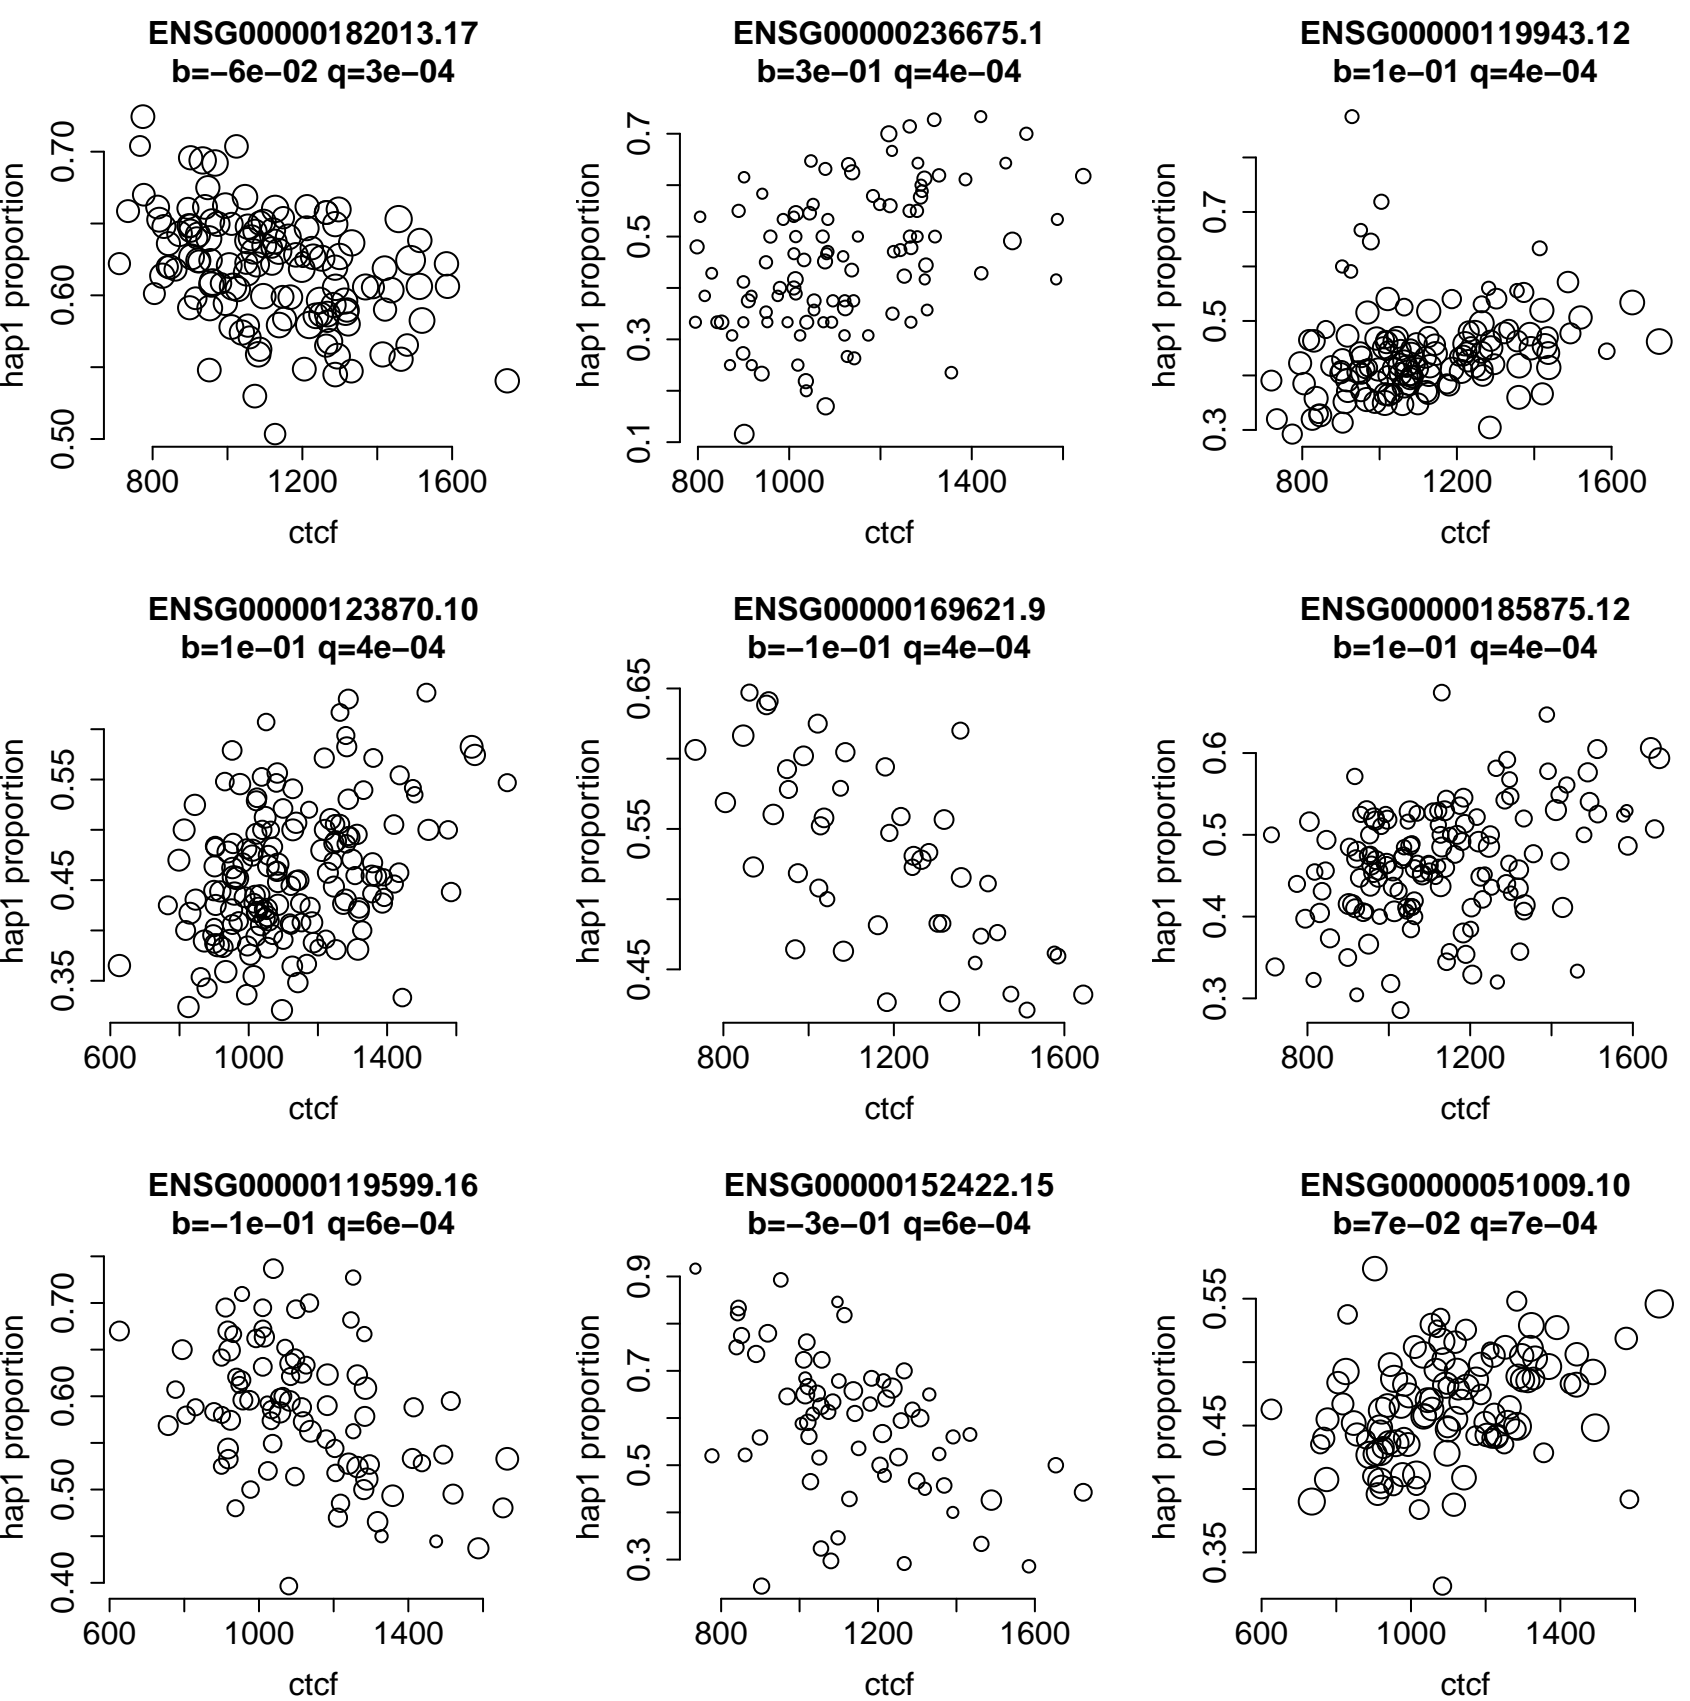 ENSG00000182013.17
b=−6e−02 q=3e−04
hap1 proportion
0.50
0.60
0.70
800
1200
1600
ctcf
ENSG00000236675.1
b=3e−01 q=4e−04
hap1 proportion
0.1
0.3
0.5
0.7
800
1000
1400
ctcf
ENSG00000119943.12
b=1e−01 q=4e−04
hap1 proportion
0.3
0.5
0.7
800
1200
1600
ctcf
ENSG00000123870.10
b=1e−01 q=4e−04
hap1 proportion
0.35
0.45
0.55
600
1000
1400
ctcf
ENSG00000169621.9
b=−1e−01 q=4e−04
hap1 proportion
0.45
0.55
0.65
800
1200
1600
ctcf
ENSG00000185875.12
b=1e−01 q=4e−04
hap1 proportion
0.3
0.4
0.5
0.6
800
1200
1600
ctcf
ENSG00000119599.16
b=−1e−01 q=6e−04
hap1 proportion
0.40
0.50
0.60
0.70
600
1000
1400
ctcf
ENSG00000152422.15
b=−3e−01 q=6e−04
hap1 proportion
0.3
0.5
0.7
0.9
800
1200
1600
ctcf
ENSG00000051009.10
b=7e−02 q=7e−04
hap1 proportion
0.35
0.45
0.55
600
1000
1400
ctcf